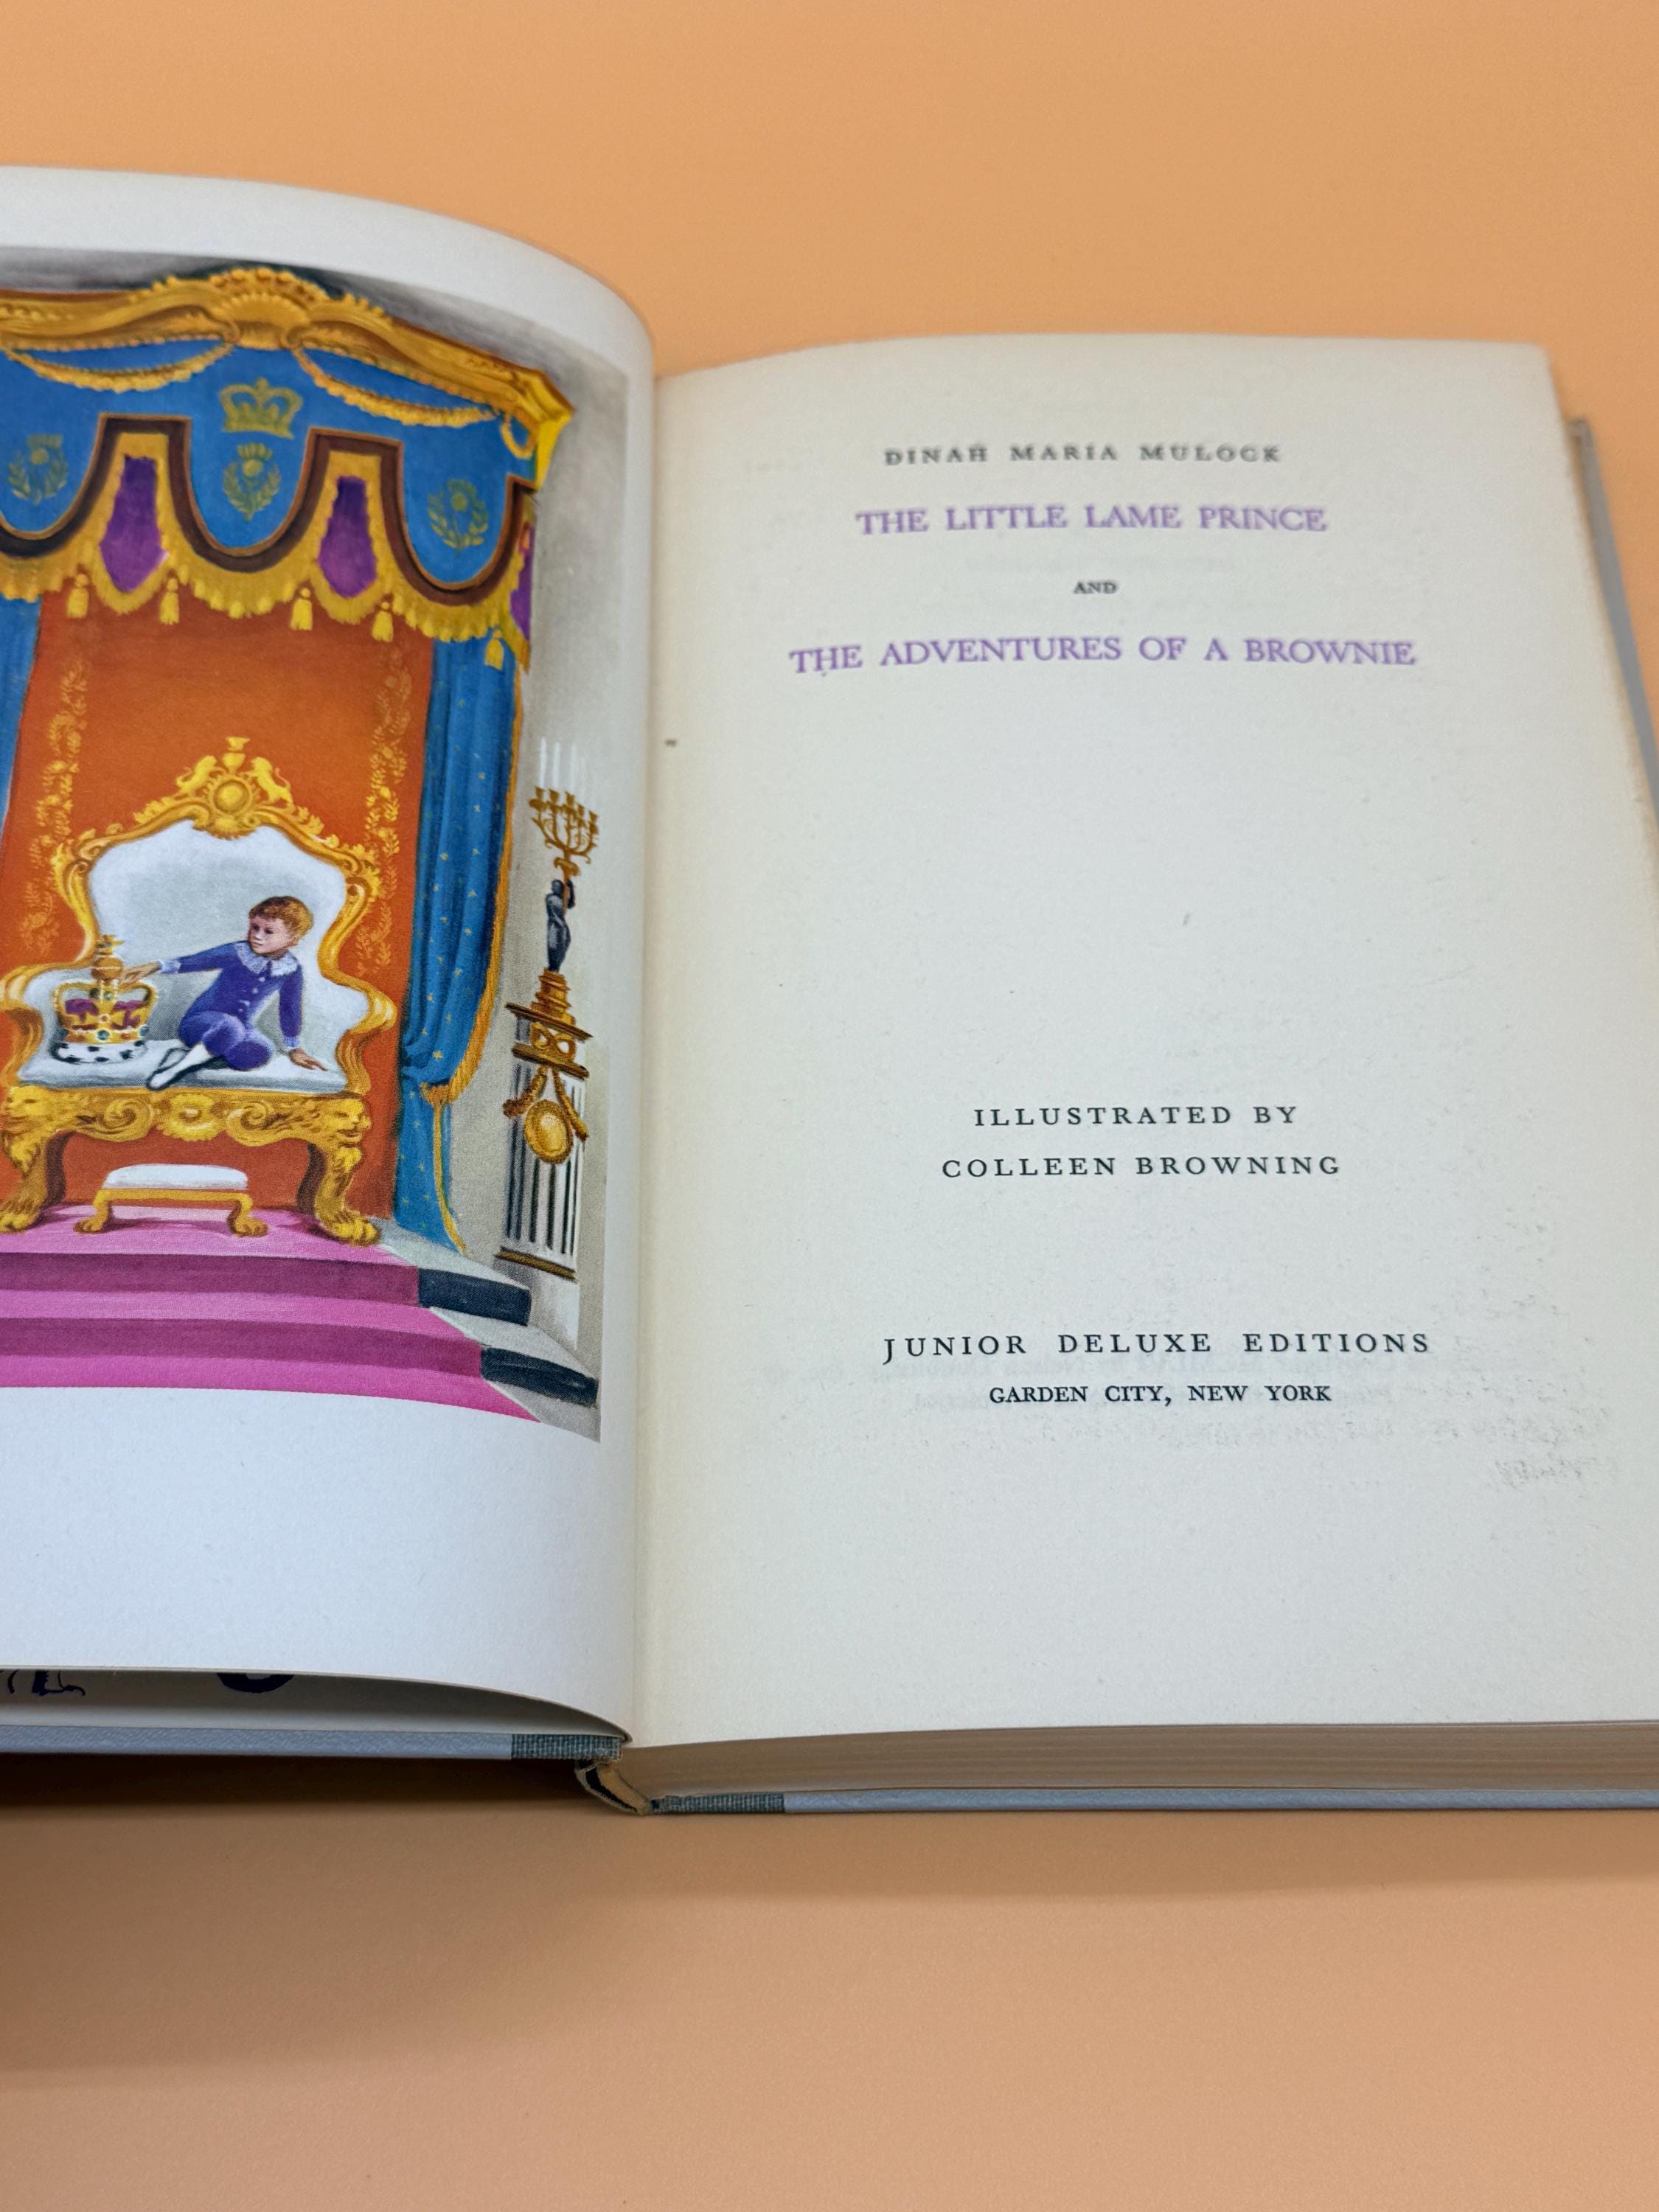 DINAH MARIA MULOCK
THE LITTLE LAME PRINCE
AND
THE ADVENTURES OF A BROWNIE
ILLUSTRATED BY
COLLEEN BROWNING
JUNIOR DELUXE EDITIONS
GARDEN CITY, NEW YORK